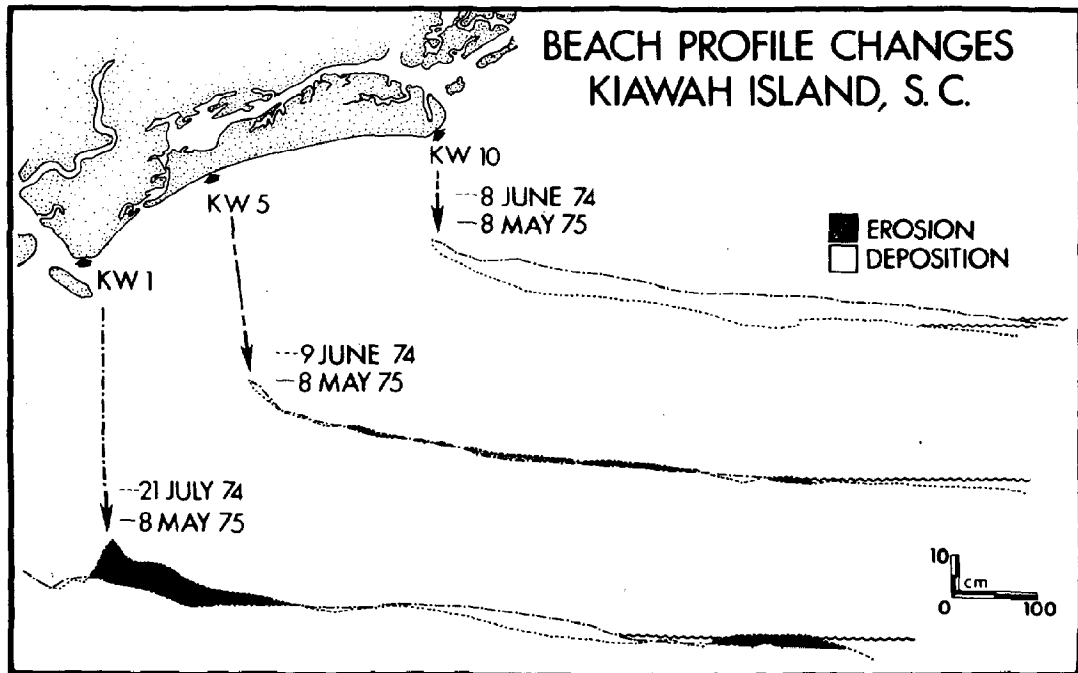 BEACH PROFILE CHANGES
KIAWAH ISLAND, S. C.
KW 10
---8 JUNE 74
—8 MAY 75
EROSION
DEPOSITION
KW 5
KW 1
---9 JUNE 74
—8 MAY 75
---21 JULY 74
—8 MAY 75
10
cm
0 100